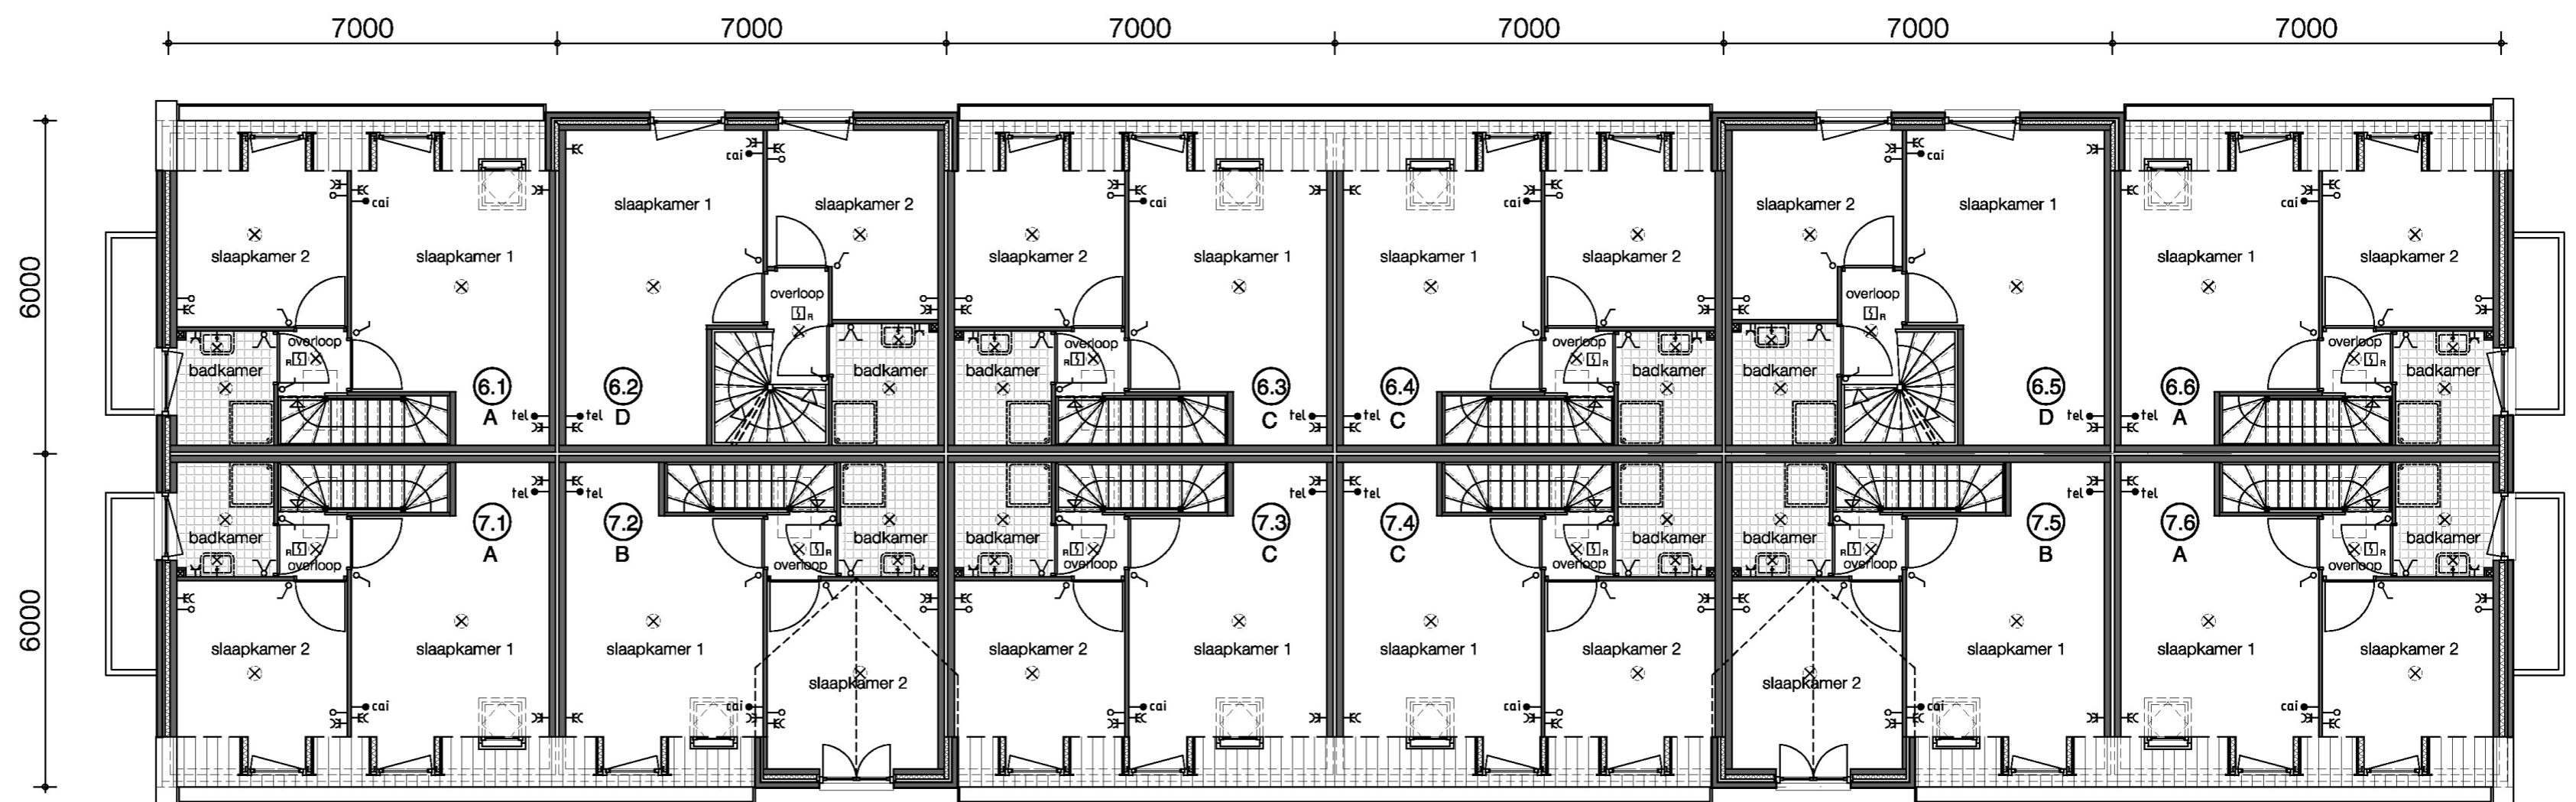 7000 7000 7000 7000 7000 7000
6000
cai cai
cai cai cai cai
slaapkamer 1 slaapkamer 2 slaapkamer 2 slaapkamer 1
slaapkamer 2 slaapkamer 1 slaapkamer 2 slaapkamer 1 slaapkamer 1 slaapkamer 2 slaapkamer 1 slaapkamer 2
overloop overloop
R R
overloop overloop overloop overloop
R R R R
badkamer badkamer badkamer badkamer badkamer badkamer
6.1 6.2 6.3 6.4 6.5 6.6
A D C C D A
tel tel tel tel tel tel
6000
tel tel tel tel tel tel
7.1 7.2 7.3 7.4 7.5 7.6
A B C C B A
badkamer badkamer badkamer badkamer badkamer badkamer
R R R R R R
overloop overloop overloop overloop overloop overloop
slaapkamer 2 slaapkamer 1 slaapkamer 1 slaapkamer 2 slaapkamer 1 slaapkamer 1 slaapkamer 2 slaapkamer 1 slaapkamer 1 slaapkamer 2
slaapkamer 2 slaapkamer 2
cai cai cai cai cai cai